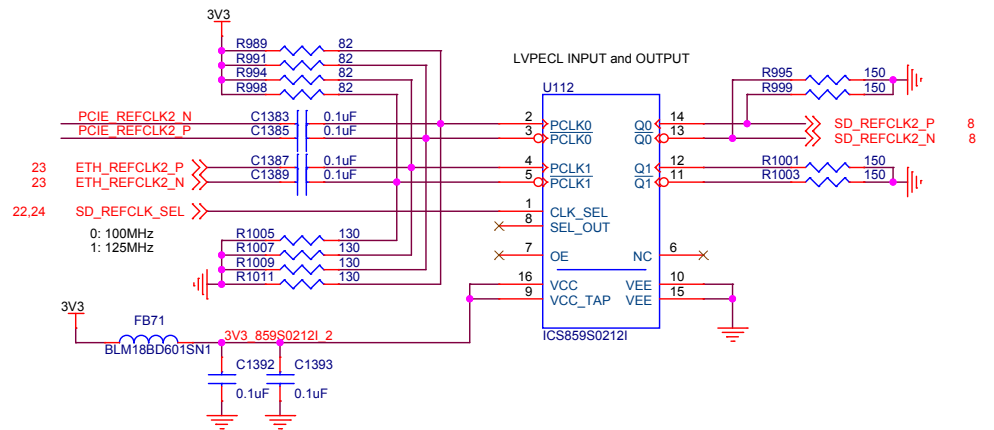 3V3
R989 82
R991 82
R994 82
R998 82
LVPECL INPUT and OUTPUT
U112
R995 150
R999 150
PCIE_REFCLK2_N C1383 0.1uF 2 PCLK0 Q0 14 SD_REFCLK2_P 8
PCIE_REFCLK2_P C1385 0.1uF 3 PCLK0 Q0 13 SD_REFCLK2_N 8
23 ETH_REFCLK2_P C1387 0.1uF 4 PCLK1 Q1 12 R1001 150
23 ETH_REFCLK2_N C1389 0.1uF 5 PCLK1 Q1 11 R1003 150
22,24 SD_REFCLK_SEL 1 CLK_SEL
8 SEL_OUT
0: 100MHz
1: 125MHz
R1005 130
R1007 130
R1009 130
R1011 130
7 OE NC 6
16 VCC VEE 10
9 VCC_TAP VEE 15
ICS859S0212I
3V3
FB71
BLM18BD601SN1
3V3_859S0212I_2
C1392 C1393
0.1uF 0.1uF